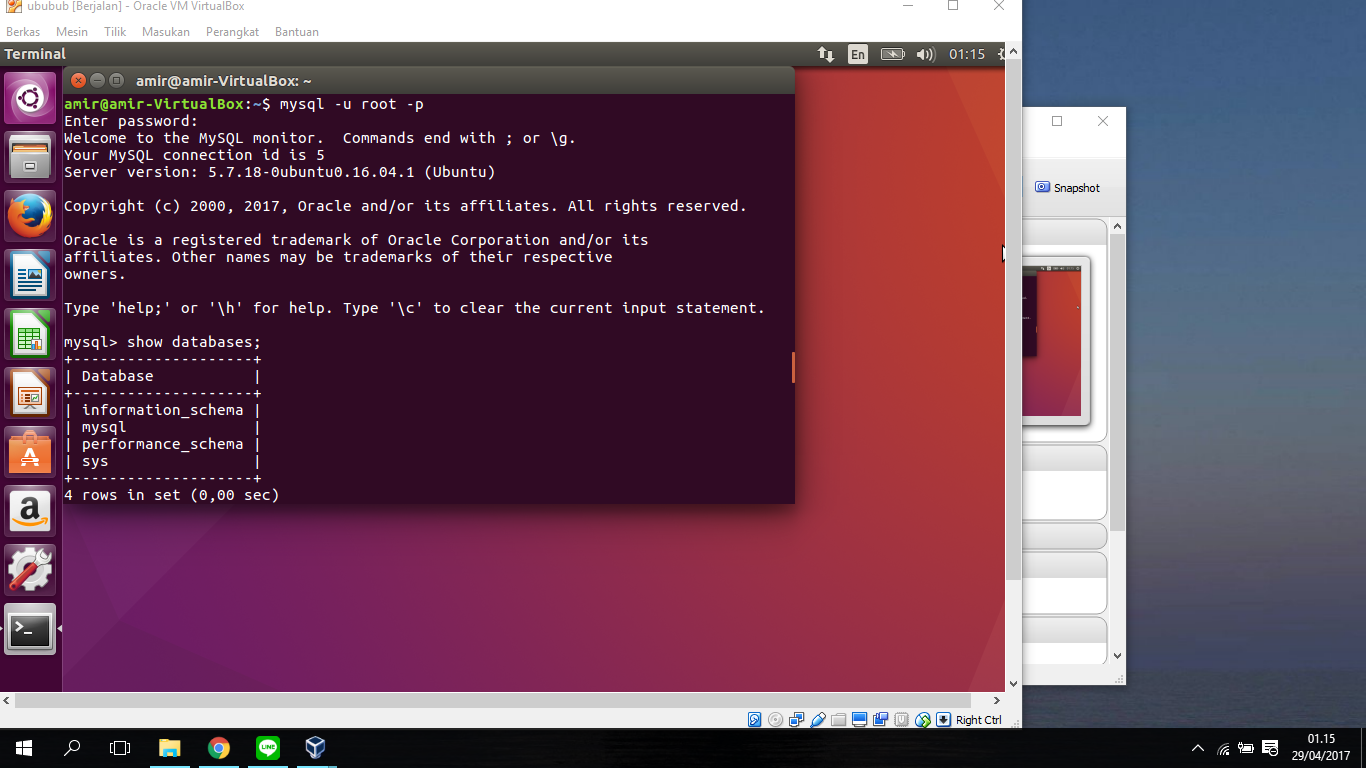 ububub [Berjalan] - Oracle VM VirtualBox
Berkas Mesin Tilik Masukan Perangkat Bantuan
Terminal En 01:15
amir@amir-VirtualBox: ~
amir@amir-VirtualBox:~$ mysql -u root -p
Enter password:
Welcome to the MySQL monitor.  Commands end with ; or \g.
Your MySQL connection id is 5
Server version: 5.7.18-0ubuntu0.16.04.1 (Ubuntu)
Copyright (c) 2000, 2017, Oracle and/or its affiliates. All rights reserved.
Oracle is a registered trademark of Oracle Corporation and/or its
affiliates. Other names may be trademarks of their respective
owners.
Type 'help;' or '\h' for help. Type '\c' to clear the current input statement.
mysql> show databases;
+--------------------+
| Database           |
+--------------------+
| information_schema |
| mysql              |
| performance_schema |
| sys                |
+--------------------+
4 rows in set (0,00 sec)
Snapshot
Right Ctrl
LINE
01.15
29/04/2017